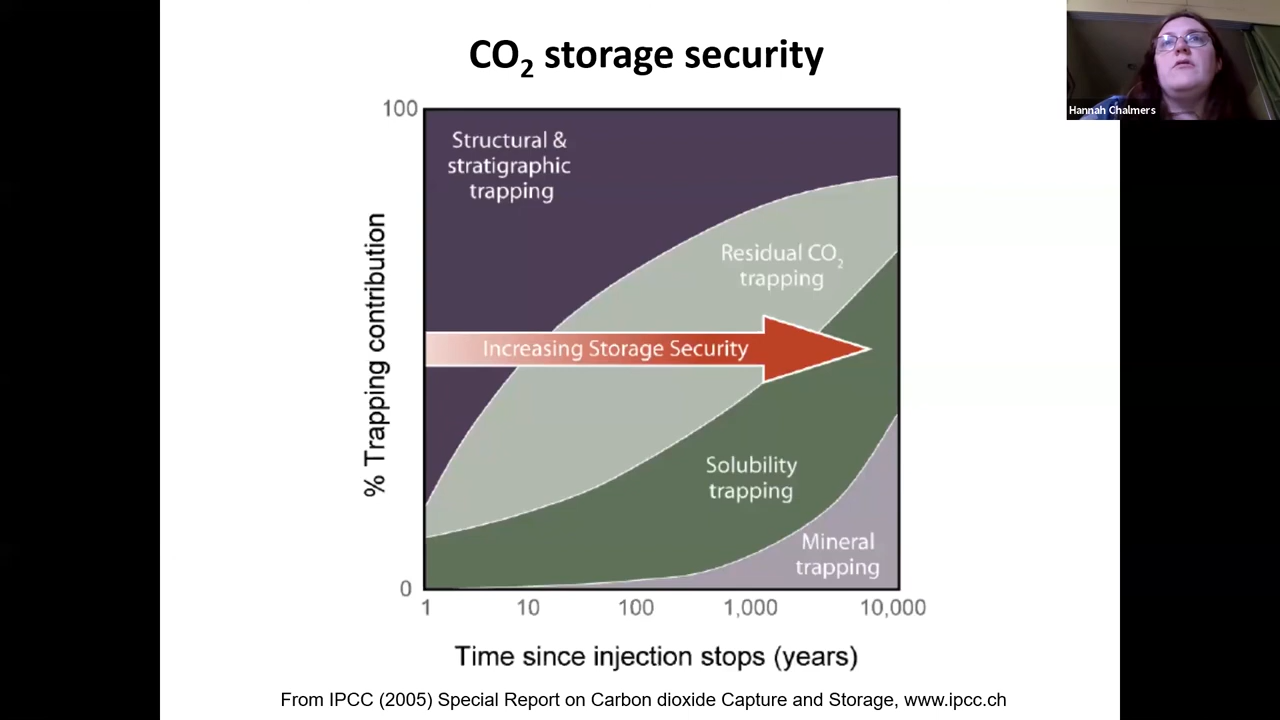 CO₂ storage security
Hannah Chalmers
100
Structural &
stratigraphic
trapping
Residual CO₂
trapping
% Trapping contribution
Increasing Storage Security
Solubility
trapping
Mineral
trapping
0
1 10 100 1,000 10,000
Time since injection stops (years)
From IPCC (2005) Special Report on Carbon dioxide Capture and Storage, www.ipcc.ch